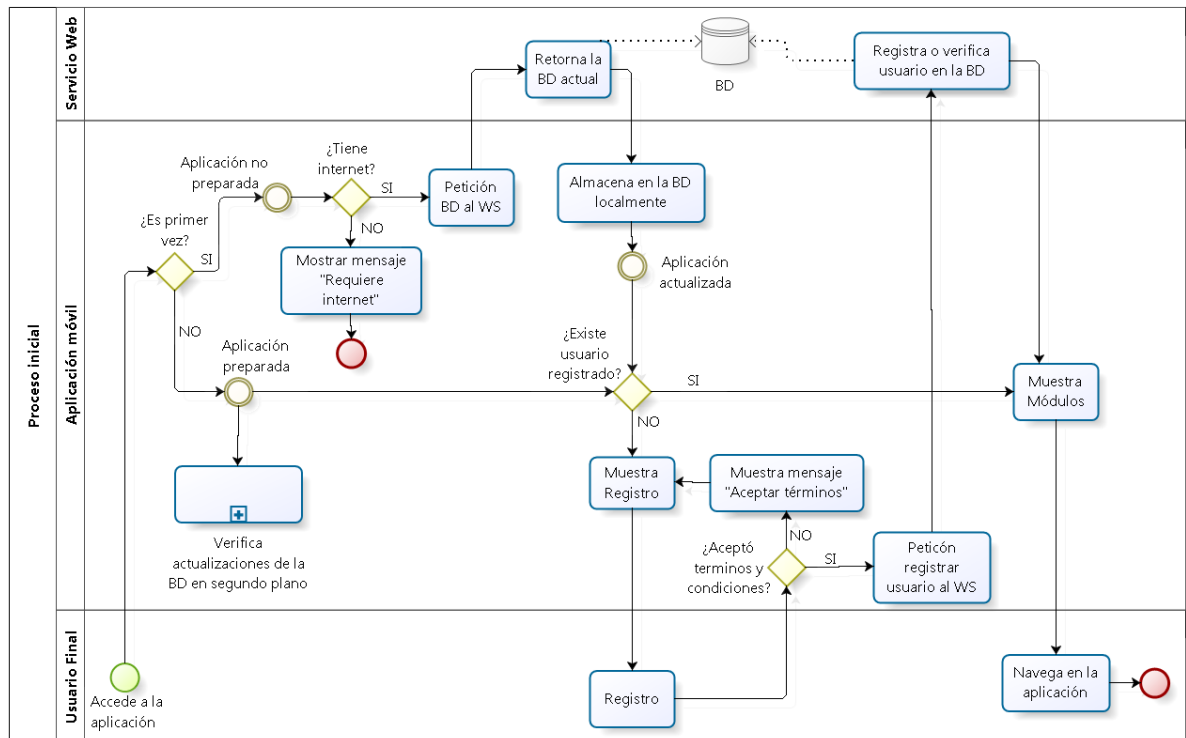 Proceso inicial
Servicio Web
Retorna la
BD actual
BD
Registra o verifica
usuario en la BD
Aplicación móvil
¿Es primer
vez?
SI
NO
Aplicación no
preparada
¿Tiene
internet?
SI
NO
Petición
BD al WS
Mostrar mensaje
"Requiere
internet"
Almacena en la BD
localmente
Aplicación
actualizada
Aplicación
preparada
¿Existe
usuario
registrado?
SI
NO
Muestra
Módulos
Verifica
actualizaciones de la
BD en segundo plano
Muestra
Registro
Muestra mensaje
"Aceptar términos"
¿Aceptó
terminos y
condiciones?
NO
SI
Peticón
registrar
usuario al WS
Usuario Final
Accede a la
aplicación
Registro
Navega en la
aplicación